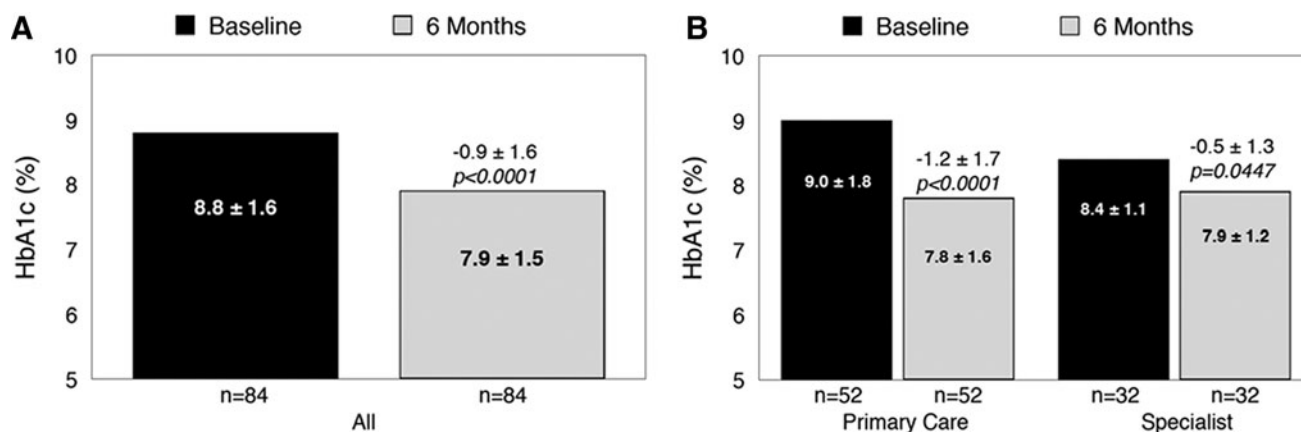 A
Baseline
6 Months
10
9
8
7
6
5
HbA1c (%)
8.8 ± 1.6
-0.9 ± 1.6
p<0.0001
7.9 ± 1.5
n=84
n=84
All
B
Baseline
6 Months
10
9
8
7
6
5
HbA1c (%)
9.0 ± 1.8
-1.2 ± 1.7
p<0.0001
7.8 ± 1.6
8.4 ± 1.1
-0.5 ± 1.3
p=0.0447
7.9 ± 1.2
n=52
n=52
n=32
n=32
Primary Care
Specialist